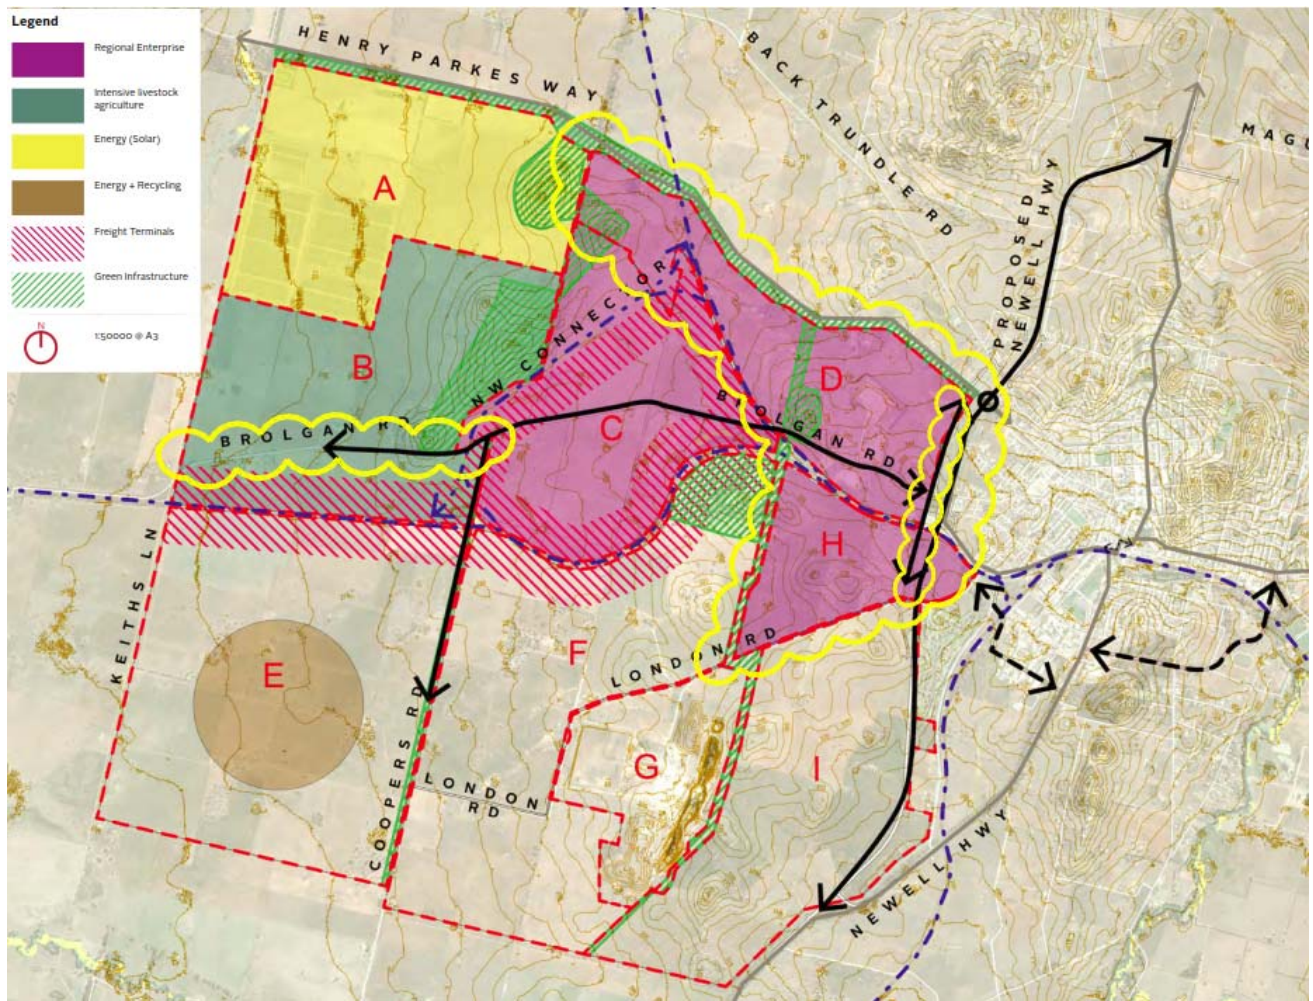 Legend
Regional Enterprise
Intensive livestock
agriculture
Energy (Solar)
Energy + Recycling
Freight Terminals
Green Infrastructure
N
1:50000 @ A3
HENRY PARKES WAY
BACK TRUNDLE RD
MAGU
PROPOSED
NEWELL HWY
A
NW CONNECTOR
B
D
BROLGAN RD
BROLGAN RD
C
H
KEITHS LN
E
F
LONDON RD
COOPERS RD
LONDON
RD
G
I
NEWELL HWY